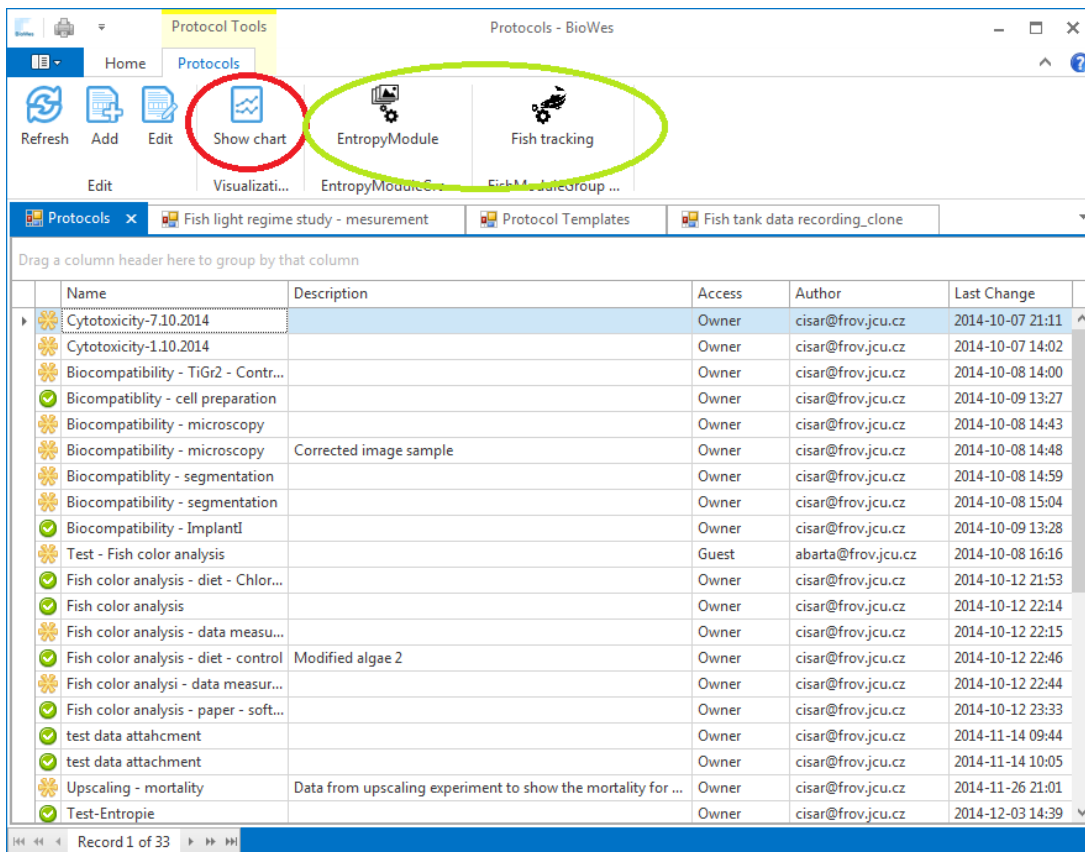 BioWes Protocol Tools Protocols - BioWes
Home Protocols ?
Refresh Add Edit Show chart EntropyModule Fish tracking
Edit Visualizati... EntropyModuleGro... FishModuleGroup ...
Protocols x Fish light regime study - mesurement Protocol Templates Fish tank data recording_clone
Drag a column header here to group by that column
Name Description Access Author Last Change
Cytotoxicity-7.10.2014 Owner cisar@frov.jcu.cz 2014-10-07 21:11
Cytotoxicity-1.10.2014 Owner cisar@frov.jcu.cz 2014-10-07 14:02
Biocompatibility - TiGr2 - Contr... Owner cisar@frov.jcu.cz 2014-10-08 14:00
Bicompatiblity - cell preparation Owner cisar@frov.jcu.cz 2014-10-09 13:27
Biocompatibility - microscopy Owner cisar@frov.jcu.cz 2014-10-08 14:43
Biocompatibility - microscopy Corrected image sample Owner cisar@frov.jcu.cz 2014-10-08 14:48
Biocompatiblity - segmentation Owner cisar@frov.jcu.cz 2014-10-08 14:59
Biocompatibility - segmentation Owner cisar@frov.jcu.cz 2014-10-08 15:04
Biocompatibility - ImplantI Owner cisar@frov.jcu.cz 2014-10-09 13:28
Test - Fish color analysis Guest abarta@frov.jcu.cz 2014-10-08 16:16
Fish color analysis - diet - Chlor... Owner cisar@frov.jcu.cz 2014-10-12 21:53
Fish color analysis Owner cisar@frov.jcu.cz 2014-10-12 22:14
Fish color analysis - data measu... Owner cisar@frov.jcu.cz 2014-10-12 22:15
Fish color analysis - diet - control Modified algae 2 Owner cisar@frov.jcu.cz 2014-10-12 22:46
Fish color analysi - data measur... Owner cisar@frov.jcu.cz 2014-10-12 22:44
Fish color analysis - paper - soft... Owner cisar@frov.jcu.cz 2014-10-12 23:33
test data attahcment Owner cisar@frov.jcu.cz 2014-11-14 09:44
test data attachment Owner cisar@frov.jcu.cz 2014-11-14 10:05
Upscaling - mortality Data from upscaling experiment to show the mortality for ... Owner cisar@frov.jcu.cz 2014-11-26 21:01
Test-Entropie Owner cisar@frov.jcu.cz 2014-12-03 14:39
Record 1 of 33